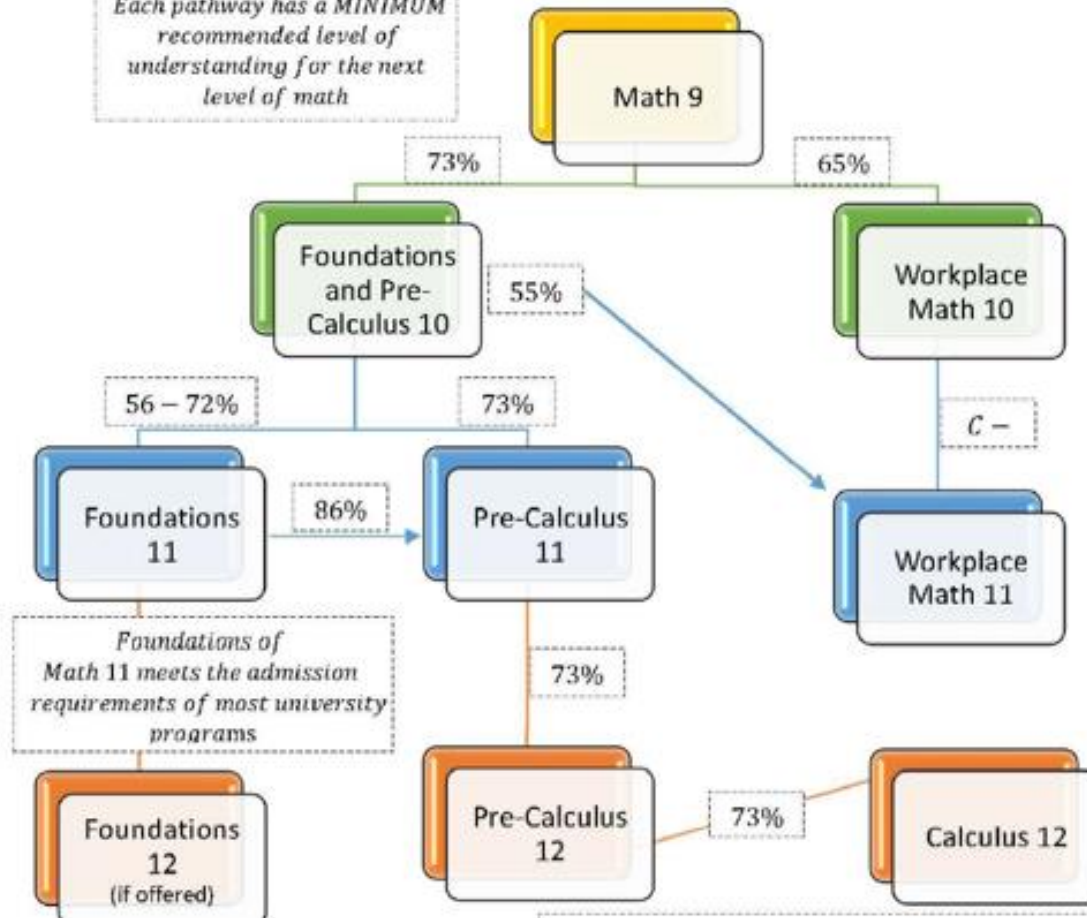 Each pathway has a MINIMUM
recommended level of
understanding for the next
level of math
Math 9
73%
65%
Foundations
and Pre-
Calculus 10
55%
Workplace
Math 10
56 – 72%
73%
C –
Foundations
11
86%
Pre-Calculus
11
Workplace
Math 11
Foundations of
Math 11 meets the admission
requirements of most university
programs
73%
Foundations
12
(if offered)
Pre-Calculus
12
73%
Calculus 12